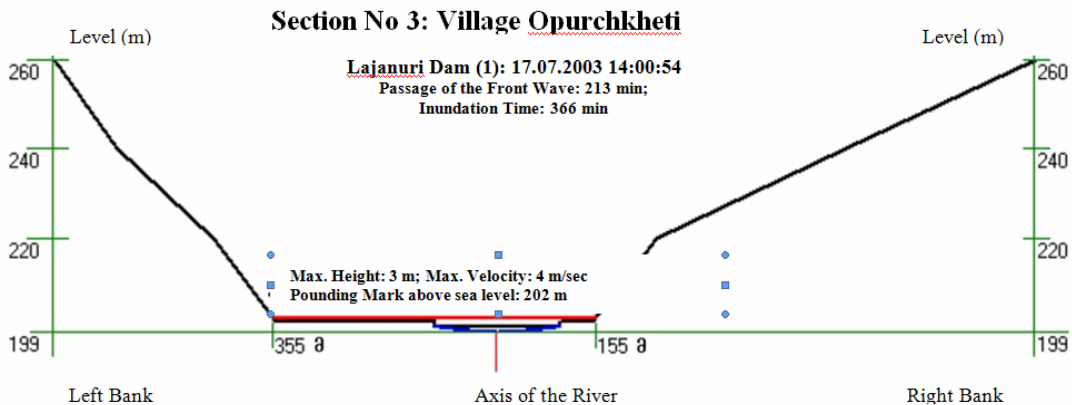 Section No 3: Village Opurchkheti
Level (m)
Level (m)
Lajanuri Dam (1): 17.07.2003 14:00:54
Passage of the Front Wave: 213 min;
Inundation Time: 366 min
260
260
240
240
220
220
Max. Height: 3 m; Max. Velocity: 4 m/sec
Pounding Mark above sea level: 202 m
199
355 a
155 a
199
Left Bank
Axis of the River
Right Bank